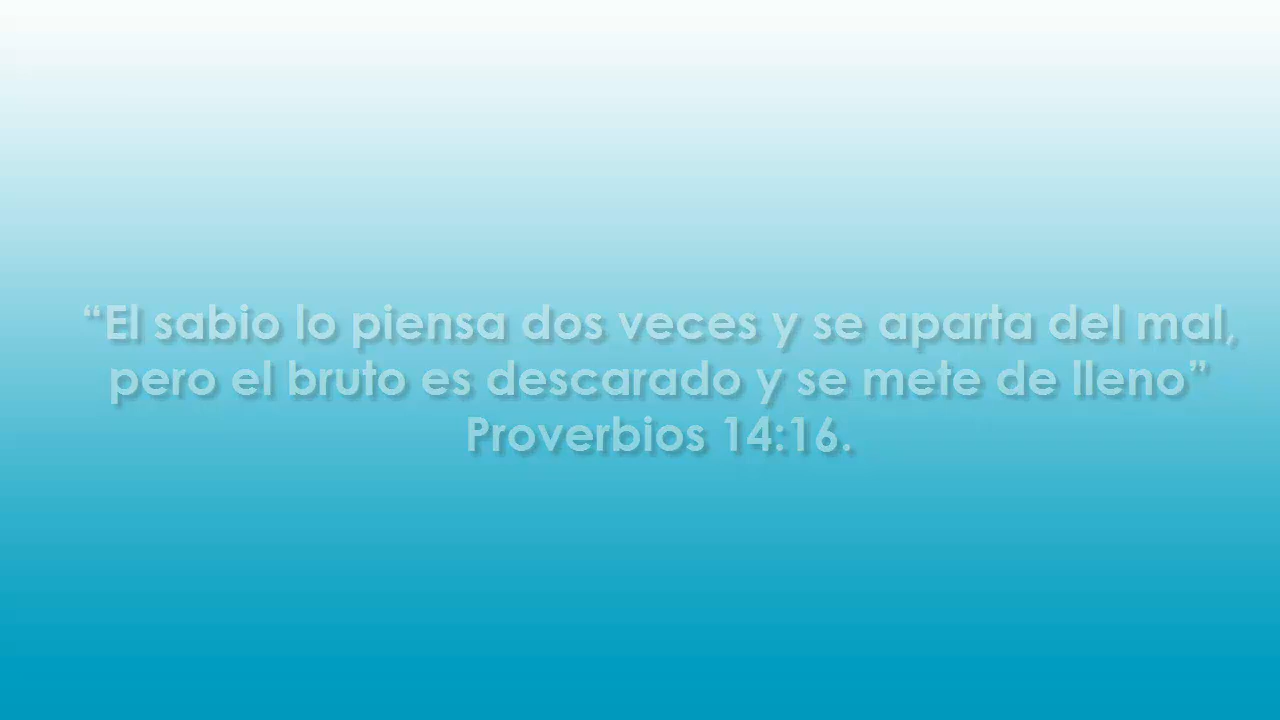 “El sabio lo piensa dos veces y se aparta del mal,
pero el bruto es descarado y se mete de lleno”
Proverbios 14:16.